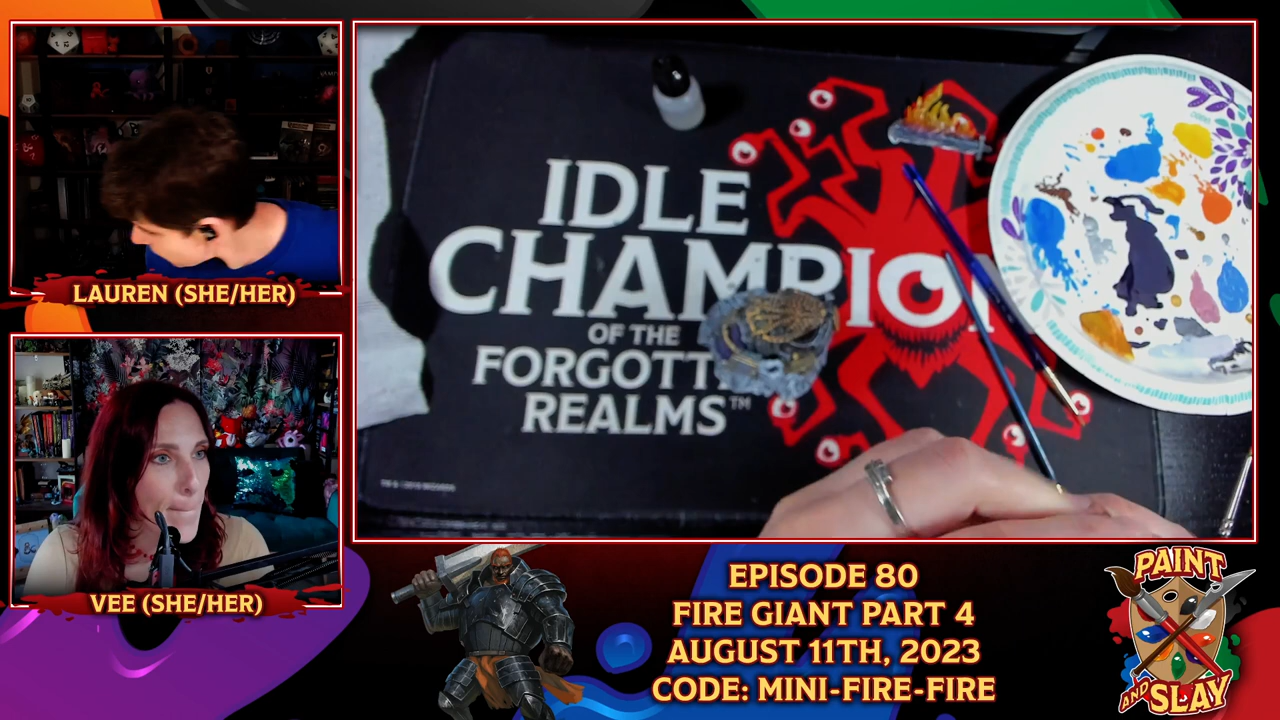 LAUREN (SHE/HER)
VEE (SHE/HER)
IDLE
CHAMPION
OF THE
FORGOTT
REALMS™
EPISODE 80
FIRE GIANT PART 4
AUGUST 11TH, 2023
CODE: MINI-FIRE-FIRE
PAINT
AND SLAY